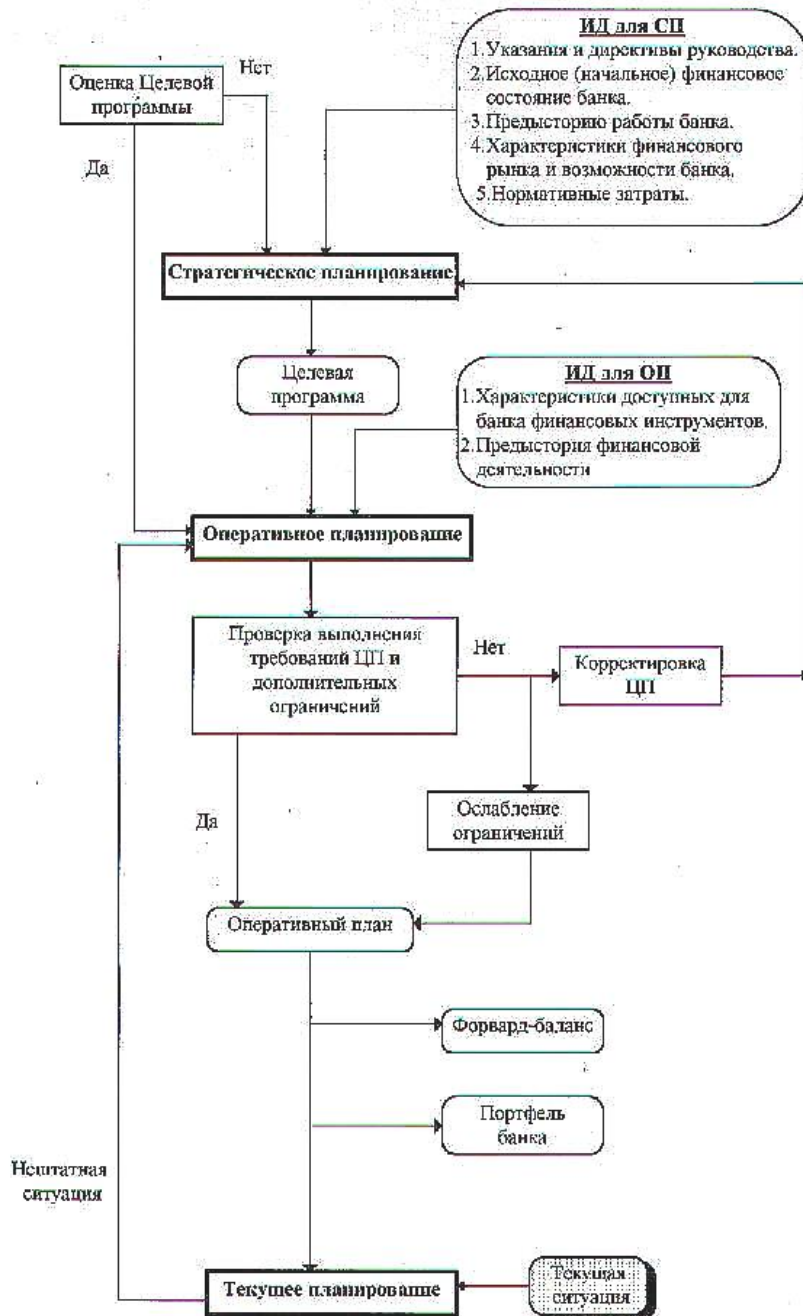 ИД для СП
1.Указания и директивы руководства.
2.Исходное (начальное) финансовое
состояние банка.
3.Предысторию работы банка.
4.Характеристики финансового
рынка и возможности банка.
5.Нормативные затраты.
Оценка Целевой
программы
Нет
Да
Стратегическое планирование
Целевая
программа
ИД для ОП
1.Характеристики доступных для
банка финансовых инструментов.
2.Предыстория финансовой
деятельности
Оперативное планирование
Проверка выполнения
требований ЦП и
дополнительных
ограничений
Нет
Корректировка
ЦП
Да
Ослабление
ограничений
Оперативный план
Форвард-баланс
Портфель
банка
Нештатная
ситуация
Текущее планирование
Текущая
ситуация